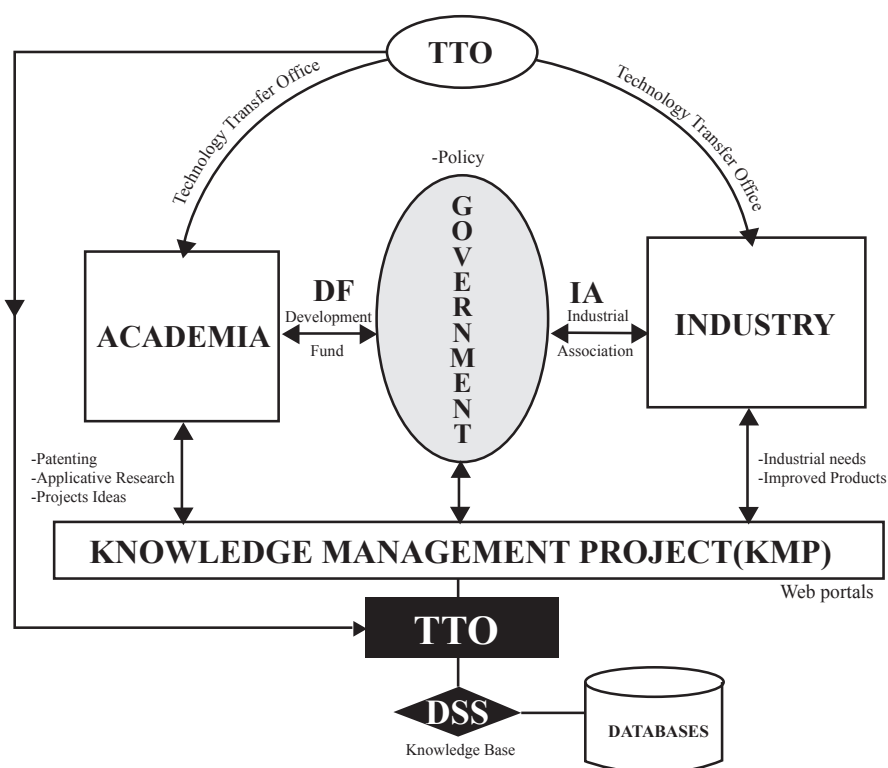 TTO
Technology Transfer Office
Technology Transfer Office
-Policy
GOVERNMENT
DF
Development
Fund
IA
Industrial
Association
ACADEMIA
INDUSTRY
-Patenting
-Applicative Research
-Projects Ideas
-Industrial needs
-Improved Products
KNOWLEDGE MANAGEMENT PROJECT(KMP)
Web portals
TTO
DSS
Knowledge Base
DATABASES